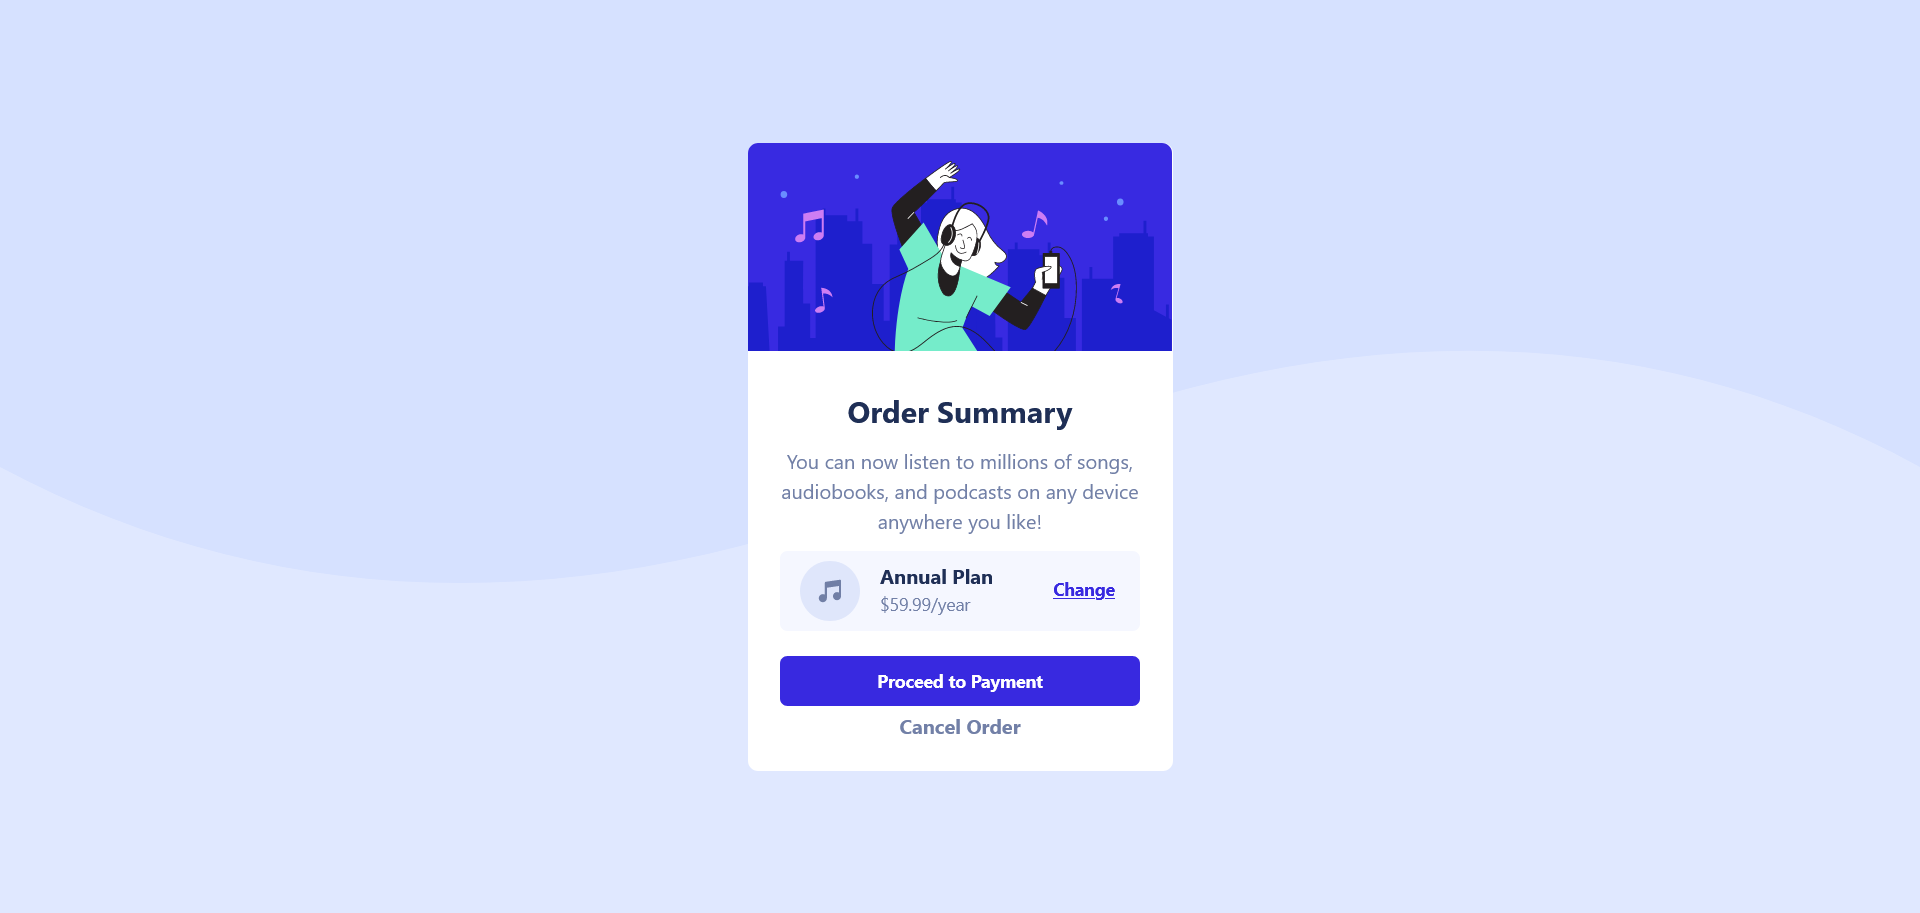 Order Summary
You can now listen to millions of songs,
audiobooks, and podcasts on any device
anywhere you like!
Annual Plan
$59.99/year
Change
Proceed to Payment
Cancel Order